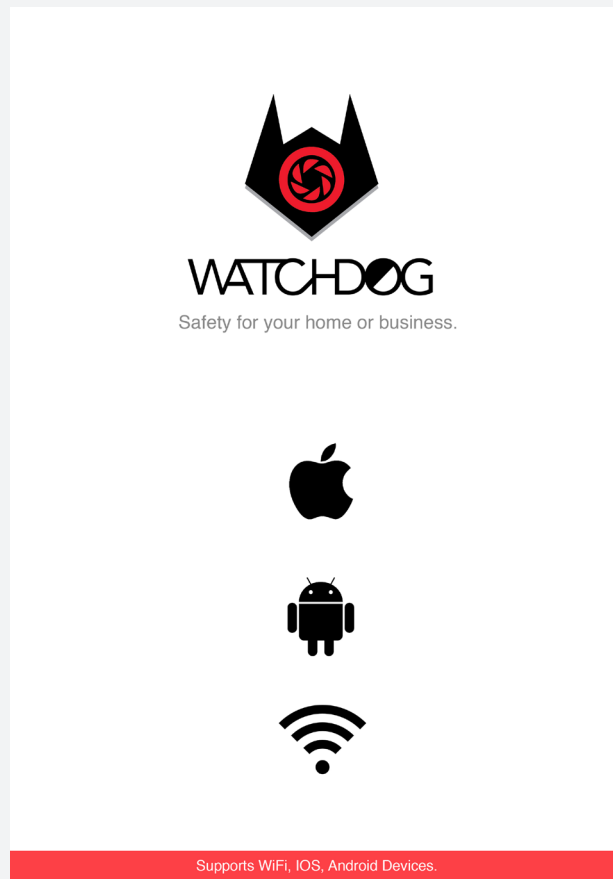 WATCHDOG
Safety for your home or business.
Supports WiFi, IOS, Android Devices.